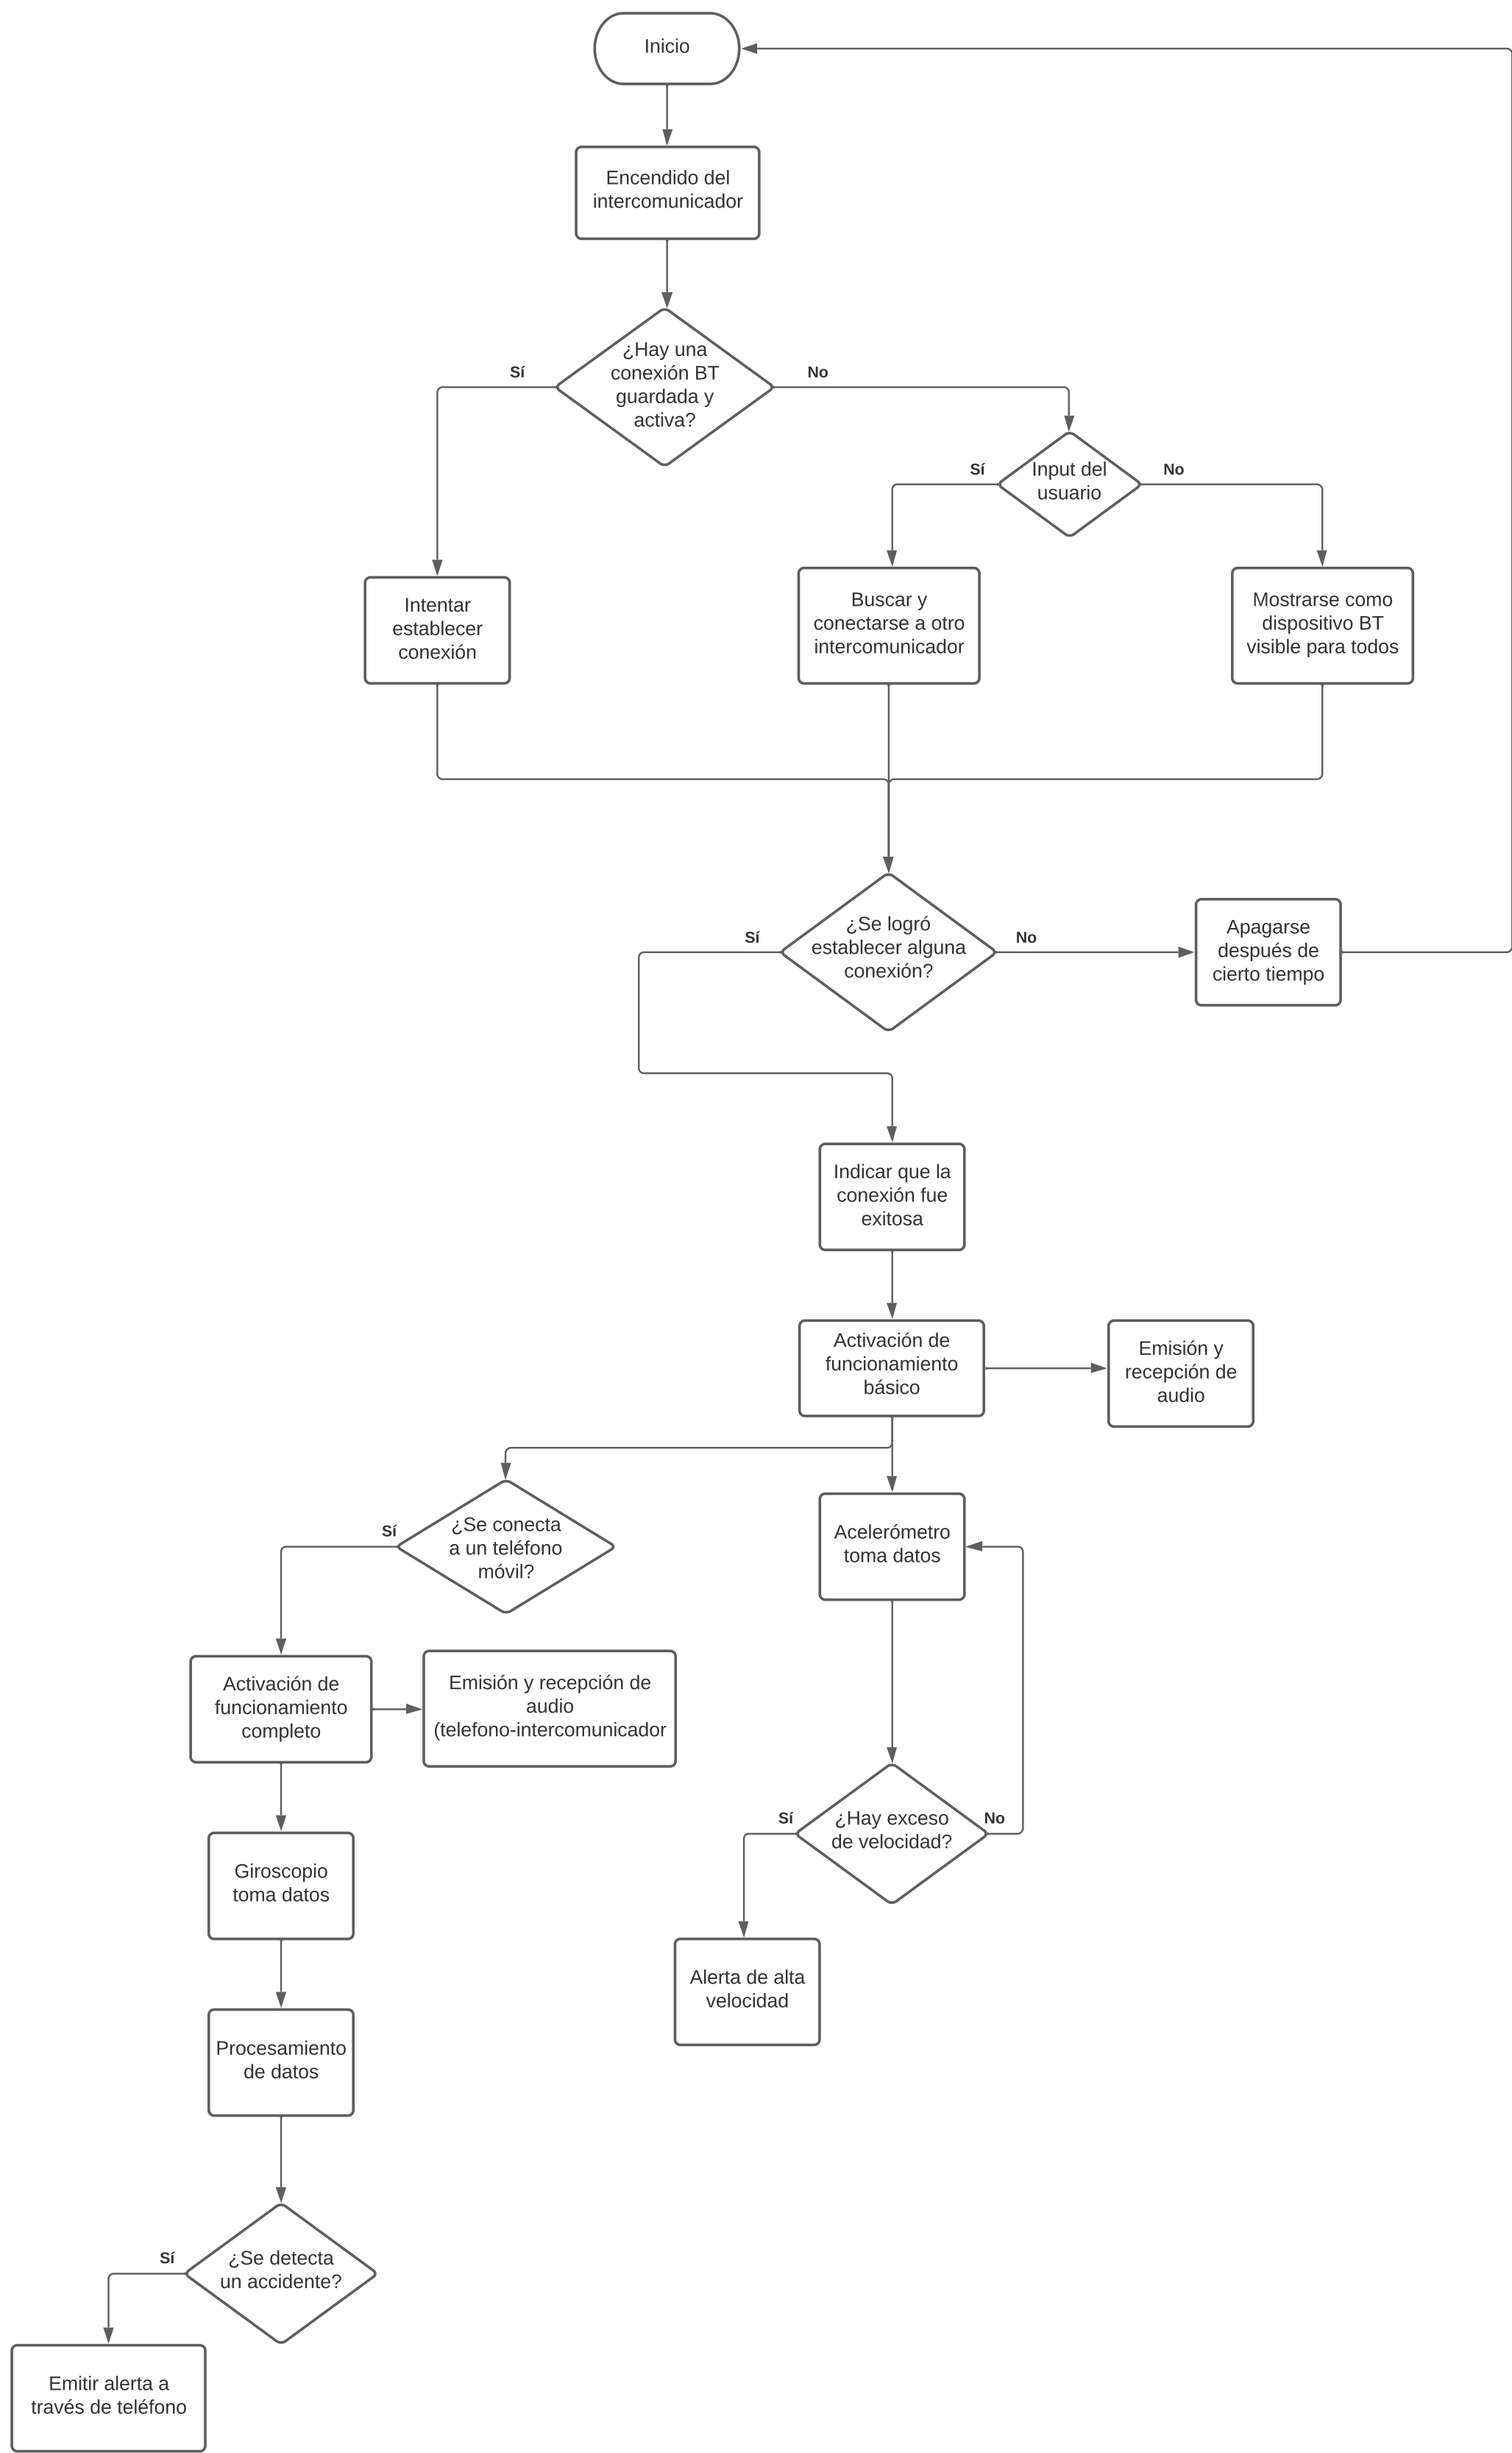 Inicio
Encendido del
intercomunicador
¿Hay una
conexión BT
guardada y
activa?
Sí
No
Input del
usuario
Sí
No
Intentar
establecer
conexión
Buscar y
conectarse a otro
intercomunicador
Mostrarse como
dispositivo BT
visible para todos
¿Se logró
establecer alguna
conexión?
Sí
No
Apagarse
después de
cierto tiempo
Indicar que la
conexión fue
exitosa
Activación de
funcionamiento
básico
Emisión y
recepción de
audio
¿Se conecta
a un teléfono
móvil?
Sí
Acelerómetro
toma datos
Activación de
funcionamiento
completo
Emisión y recepción de
audio
(telefono-intercomunicador
¿Hay exceso
de velocidad?
Sí
No
Giroscopio
toma datos
Alerta de alta
velocidad
Procesamiento
de datos
¿Se detecta
un accidente?
Sí
Emitir alerta a
través de teléfono